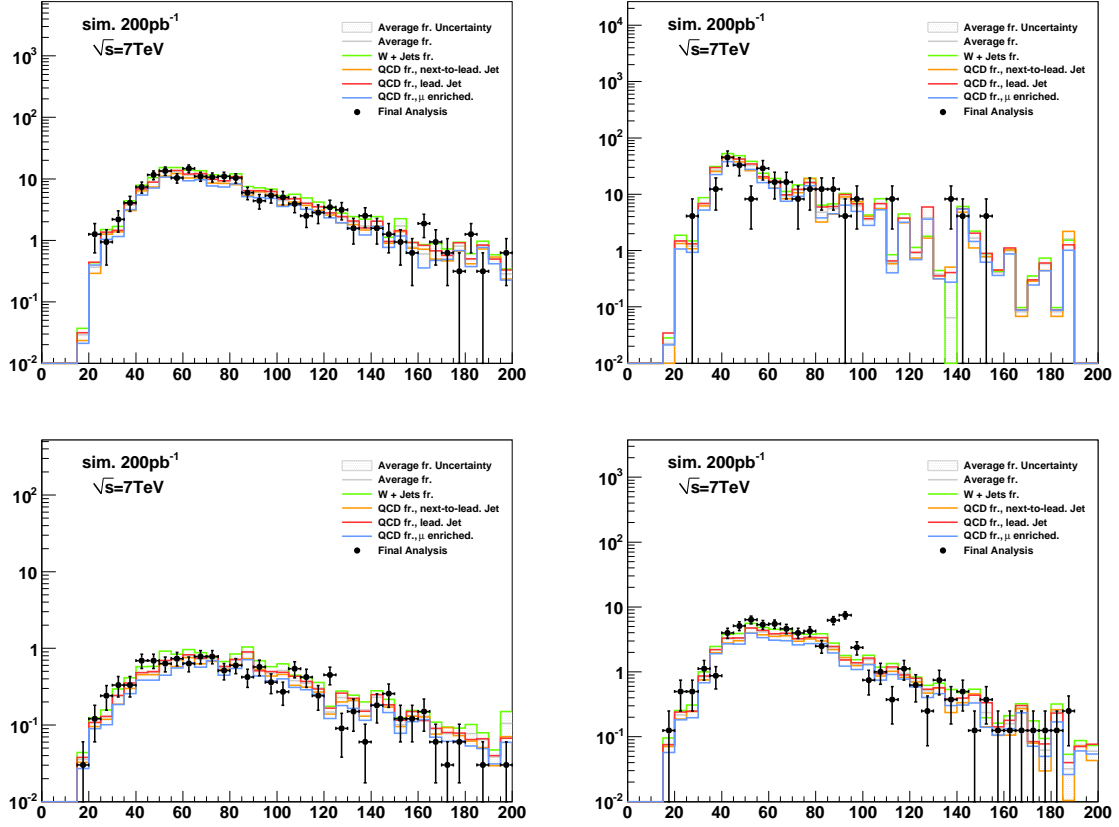 sim. 200pb⁻¹
√s=7TeV
Average fr. Uncertainty
Average fr.
W + Jets fr.
QCD fr., next-to-lead. Jet
QCD fr., lead. Jet
QCD fr., μ enriched.
Final Analysis
10³
10²
10
1
10⁻¹
10⁻²
0 20 40 60 80 100 120 140 160 180 200
sim. 200pb⁻¹
√s=7TeV
Average fr. Uncertainty
Average fr.
W + Jets fr.
QCD fr., next-to-lead. Jet
QCD fr., lead. Jet
QCD fr., μ enriched.
Final Analysis
10⁴
10³
10²
10
1
10⁻¹
10⁻²
0 20 40 60 80 100 120 140 160 180 200
sim. 200pb⁻¹
√s=7TeV
Average fr. Uncertainty
Average fr.
W + Jets fr.
QCD fr., next-to-lead. Jet
QCD fr., lead. Jet
QCD fr., μ enriched.
Final Analysis
10²
10
1
10⁻¹
10⁻²
0 20 40 60 80 100 120 140 160 180 200
sim. 200pb⁻¹
√s=7TeV
Average fr. Uncertainty
Average fr.
W + Jets fr.
QCD fr., next-to-lead. Jet
QCD fr., lead. Jet
QCD fr., μ enriched.
Final Analysis
10³
10²
10
1
10⁻¹
10⁻²
0 20 40 60 80 100 120 140 160 180 200